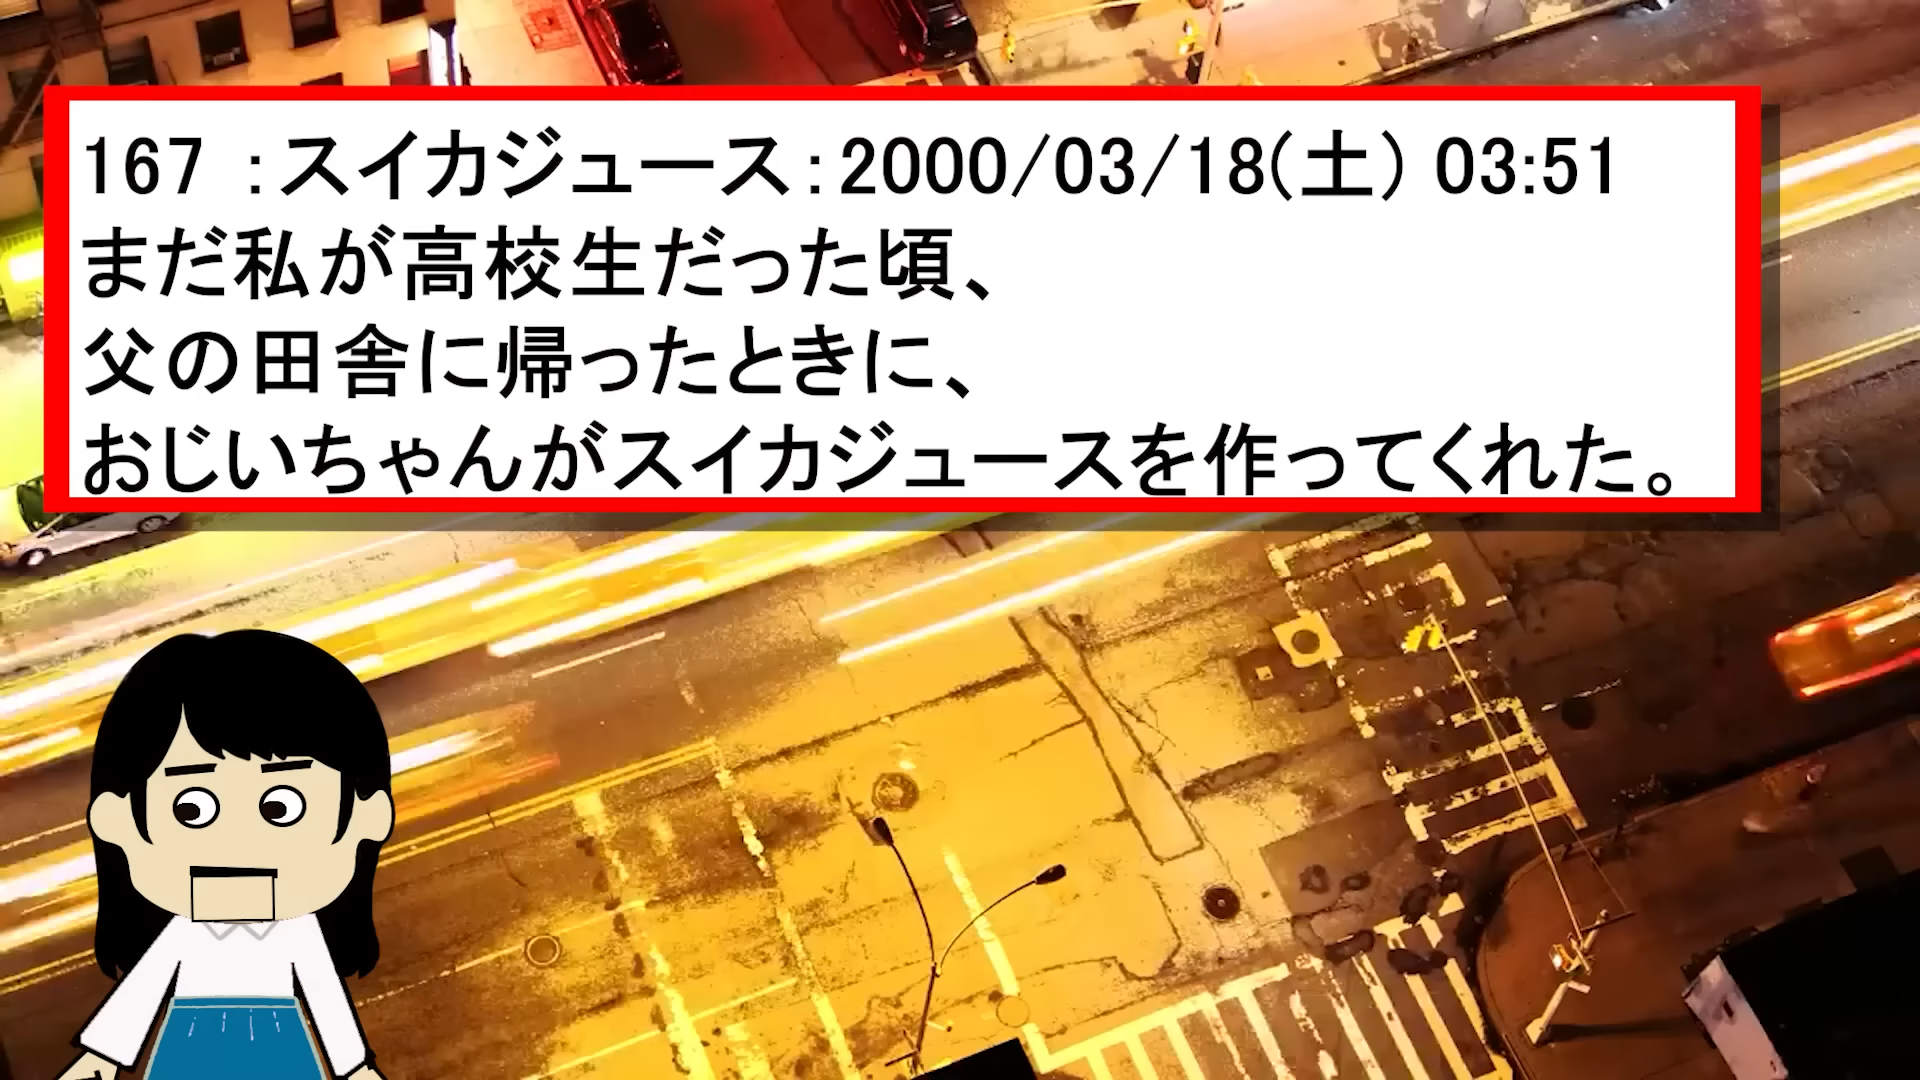 167 :スイカジュース:2000/03/18(土) 03:51
まだ私が高校生だった頃、
父の田舎に帰ったときに、
おじいちゃんがスイカジュースを作ってくれた。